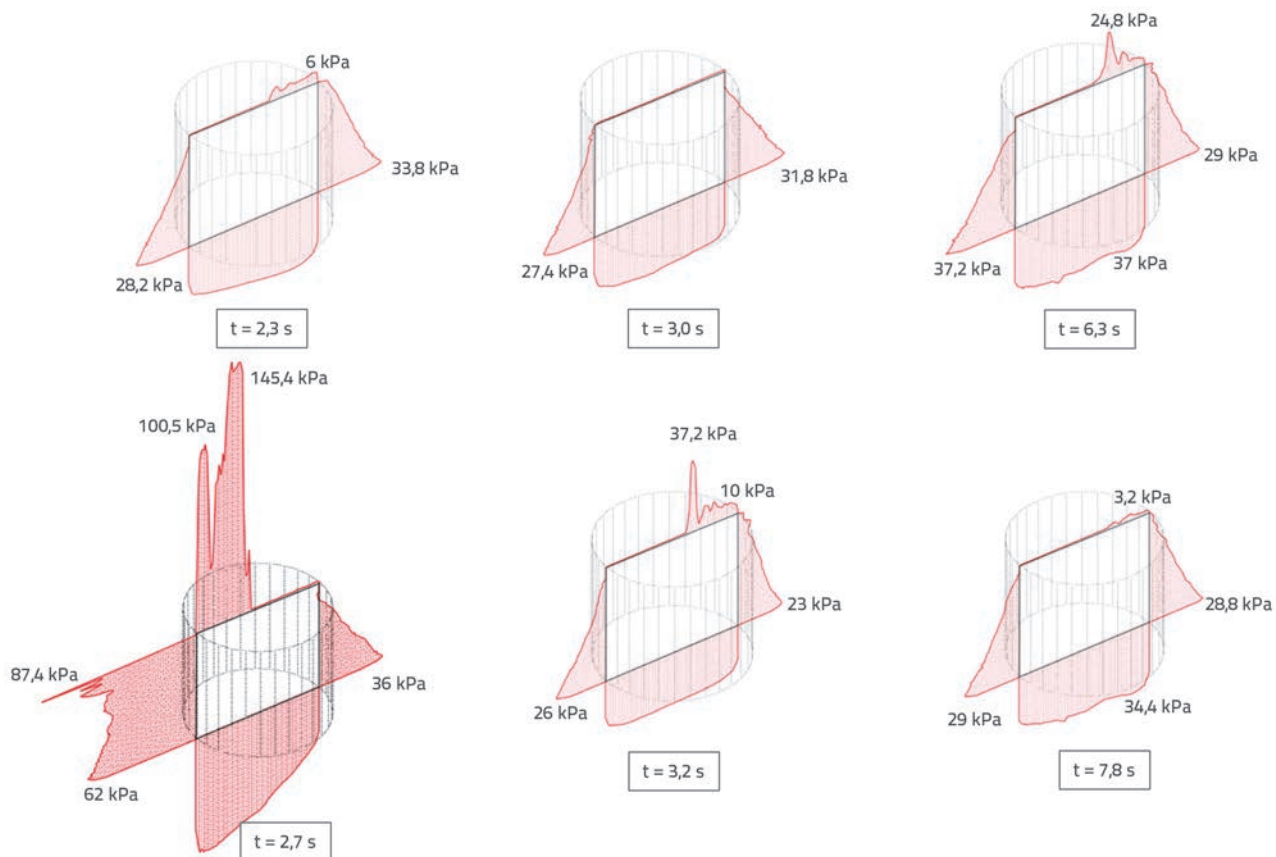 6 kPa
33,8 kPa
28,2 kPa
t = 2,3 s
31,8 kPa
27,4 kPa
t = 3,0 s
24,8 kPa
29 kPa
37,2 kPa
37 kPa
t = 6,3 s
145,4 kPa
100,5 kPa
87,4 kPa
36 kPa
62 kPa
t = 2,7 s
37,2 kPa
10 kPa
23 kPa
26 kPa
t = 3,2 s
3,2 kPa
28,8 kPa
29 kPa
34,4 kPa
t = 7,8 s